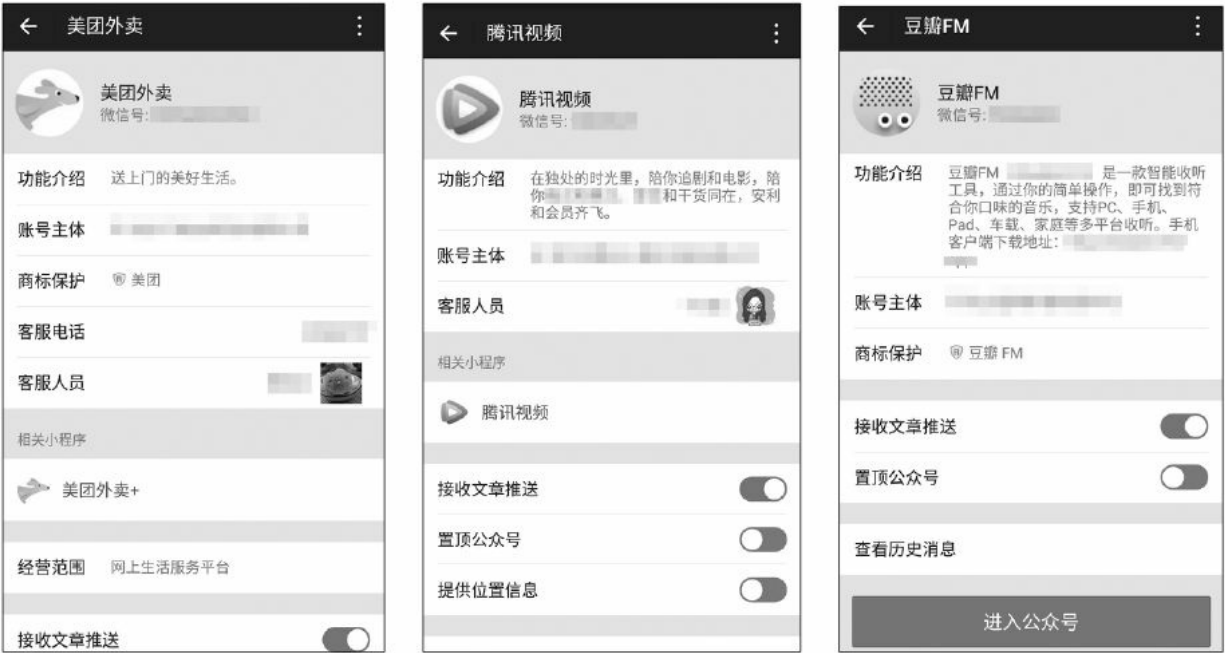 美团外卖
美团外卖
微信号:
功能介绍 送上门的美好生活。
账号主体
商标保护 美团
客服电话
客服人员
相关小程序
美团外卖+
经营范围 网上生活服务平台
接收文章推送
腾讯视频
腾讯视频
微信号:
功能介绍 在独处的时光里，陪你追剧和电影，陪
你 和干货同在，安利
和会员齐飞。
账号主体
客服人员
相关小程序
腾讯视频
接收文章推送
置顶公众号
提供位置信息
豆瓣FM
豆瓣FM
微信号:
功能介绍 豆瓣FM 是一款智能收听
工具，通过你的简单操作，即可找到符
合你口味的音乐，支持PC、手机、
Pad、车载、家庭等多平台收听。手机
客户端下载地址：
账号主体
商标保护 豆瓣 FM
接收文章推送
置顶公众号
查看历史消息
进入公众号